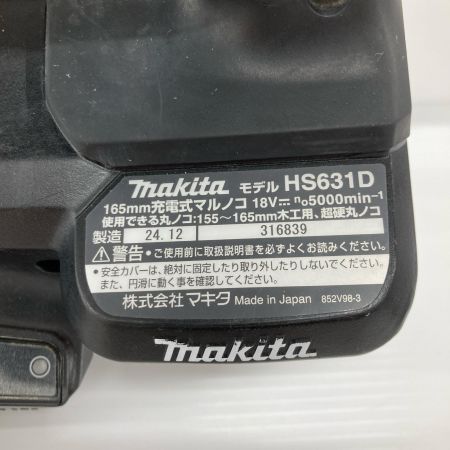 makita モデル HS631D
165mm充電式マルノコ 18V⎓ n₀5000min⁻¹
使用できる丸ノコ:155～165mm木工用、超硬丸ノコ
製造 24.12 316839
⚠警告 • ご使用前に取扱説明書を必ずよくお読みください。
• 安全カバーは、絶対に固定したり取り外したりしないでください。
また、円滑に動く事を確認してください。
株式会社マキタ Made in Japan 852V98-3
makita